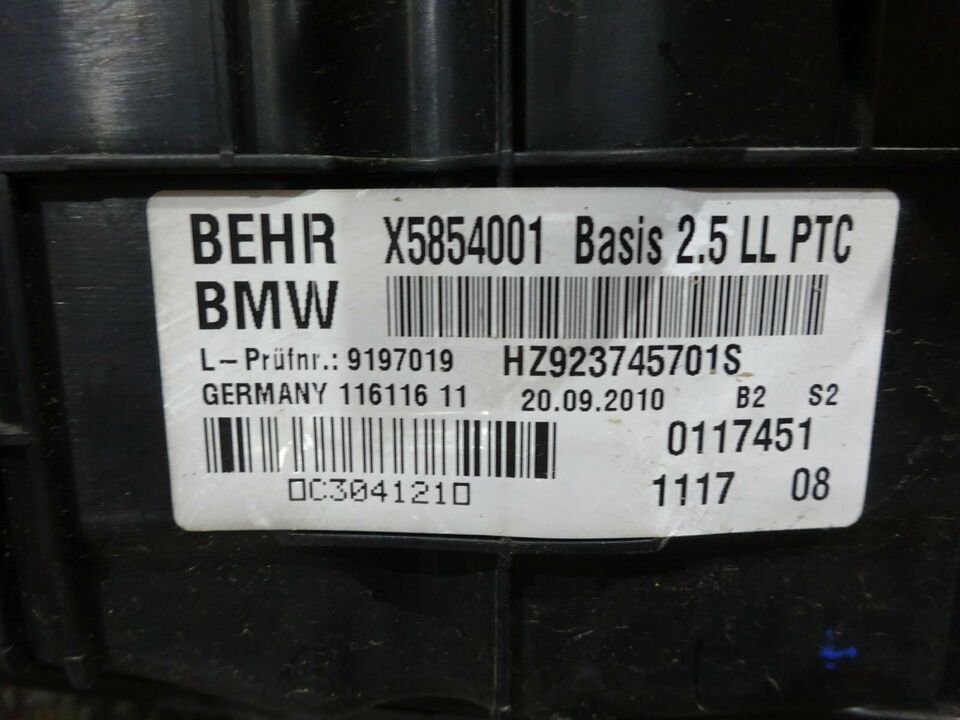 BEHR X5854001 Basis 2.5 LL PTC
BMW
L-Prüfnr.: 9197019 HZ923745701S
GERMANY 116116 11 20.09.2010 B2 S2
0117451
▯C304121▯ 1117 08